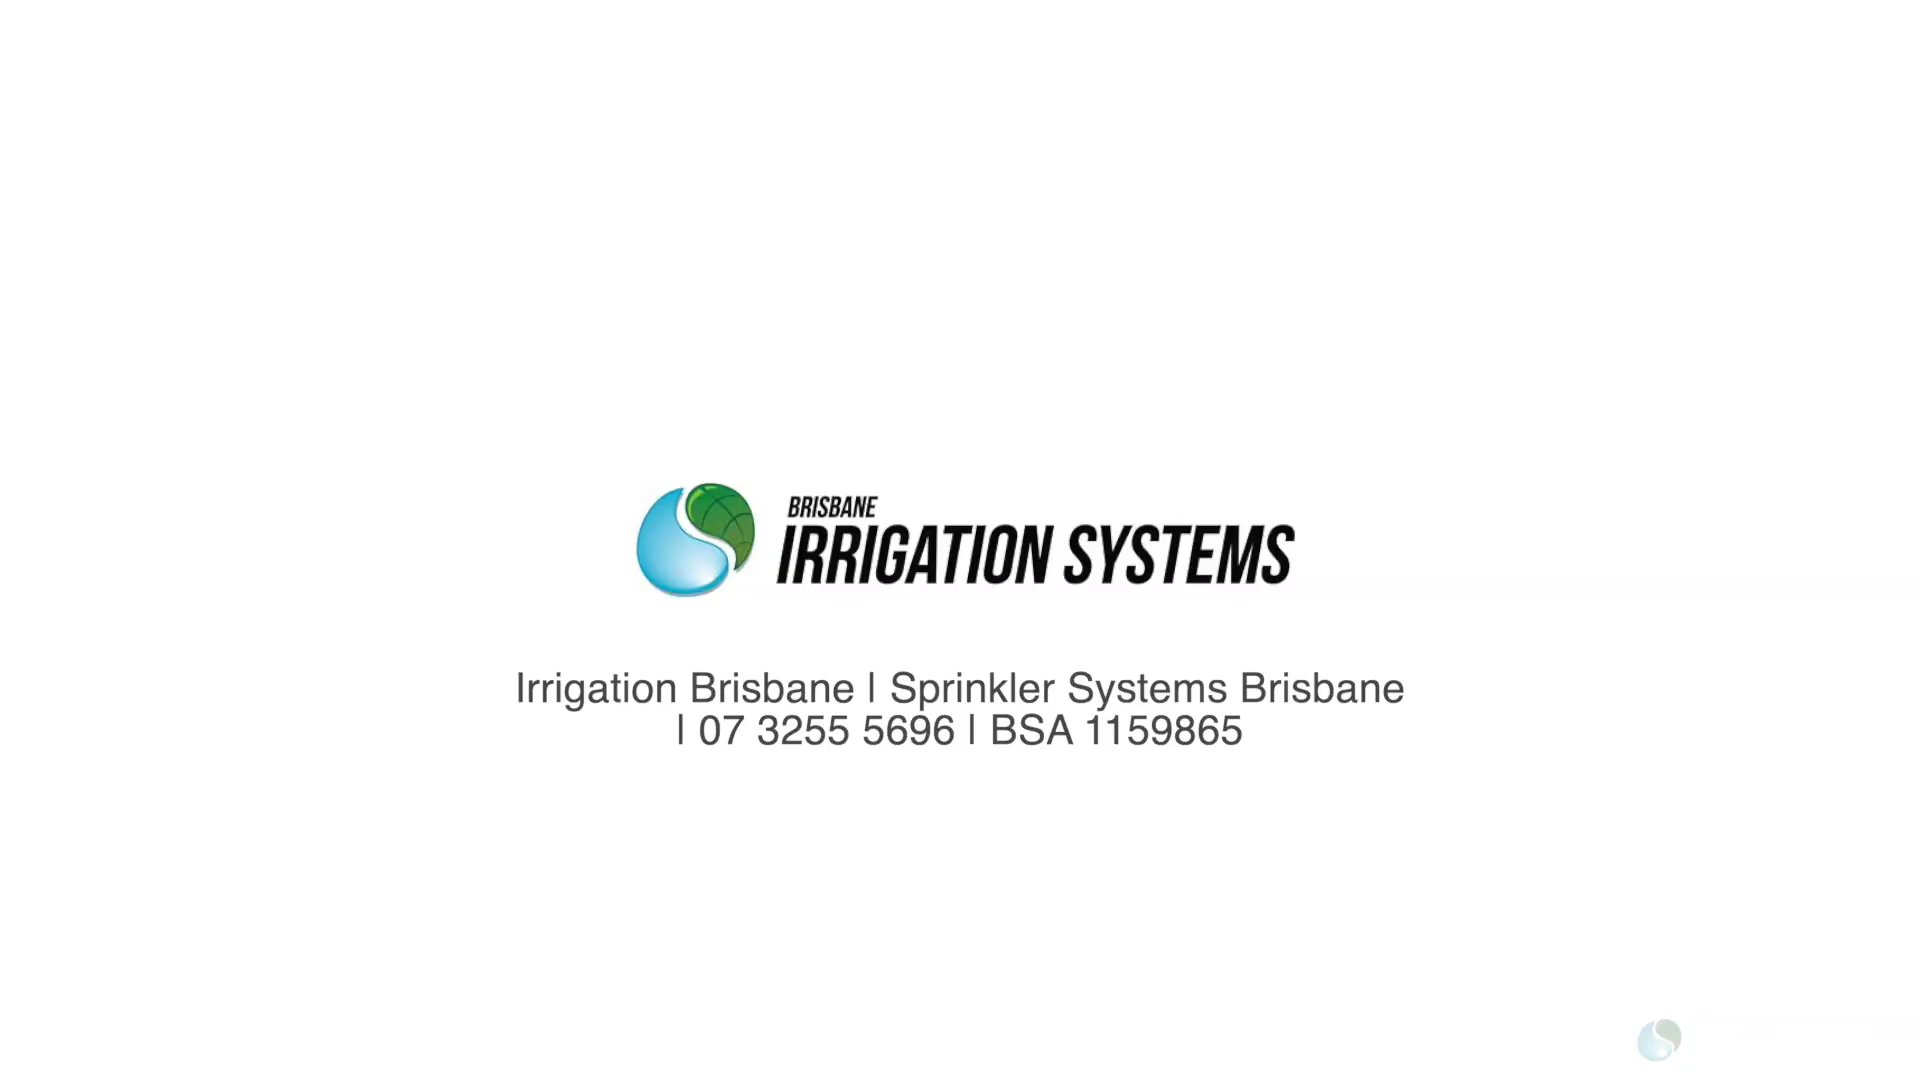 BRISBANE
IRRIGATION SYSTEMS
Irrigation Brisbane | Sprinkler Systems Brisbane
| 07 3255 5696 | BSA 1159865